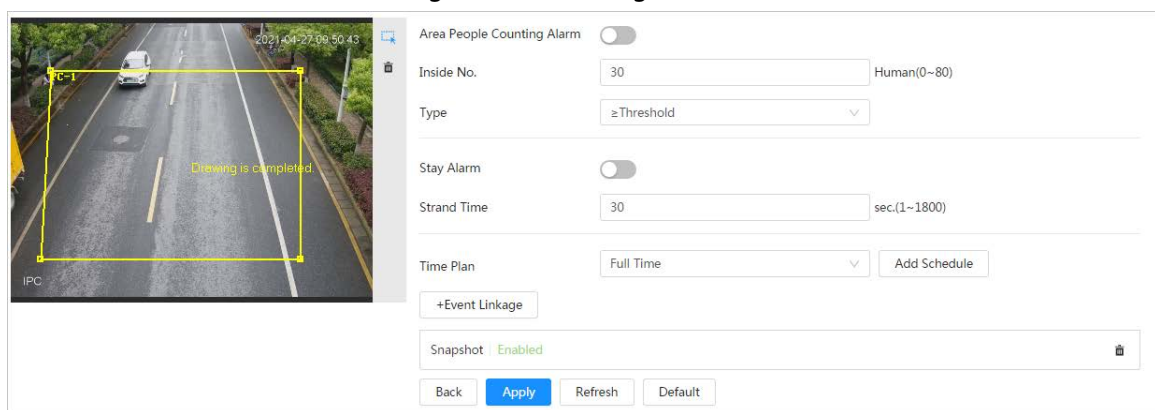 2021-04-27 09:50:43
PC-1
Drawing is completed.
IPC
Area People Counting Alarm
Inside No. 30 Human(0~80)
Type ≥Threshold
Stay Alarm
Strand Time 30 sec.(1~1800)
Time Plan Full Time Add Schedule
+Event Linkage
Snapshot Enabled
Back Apply Refresh Default